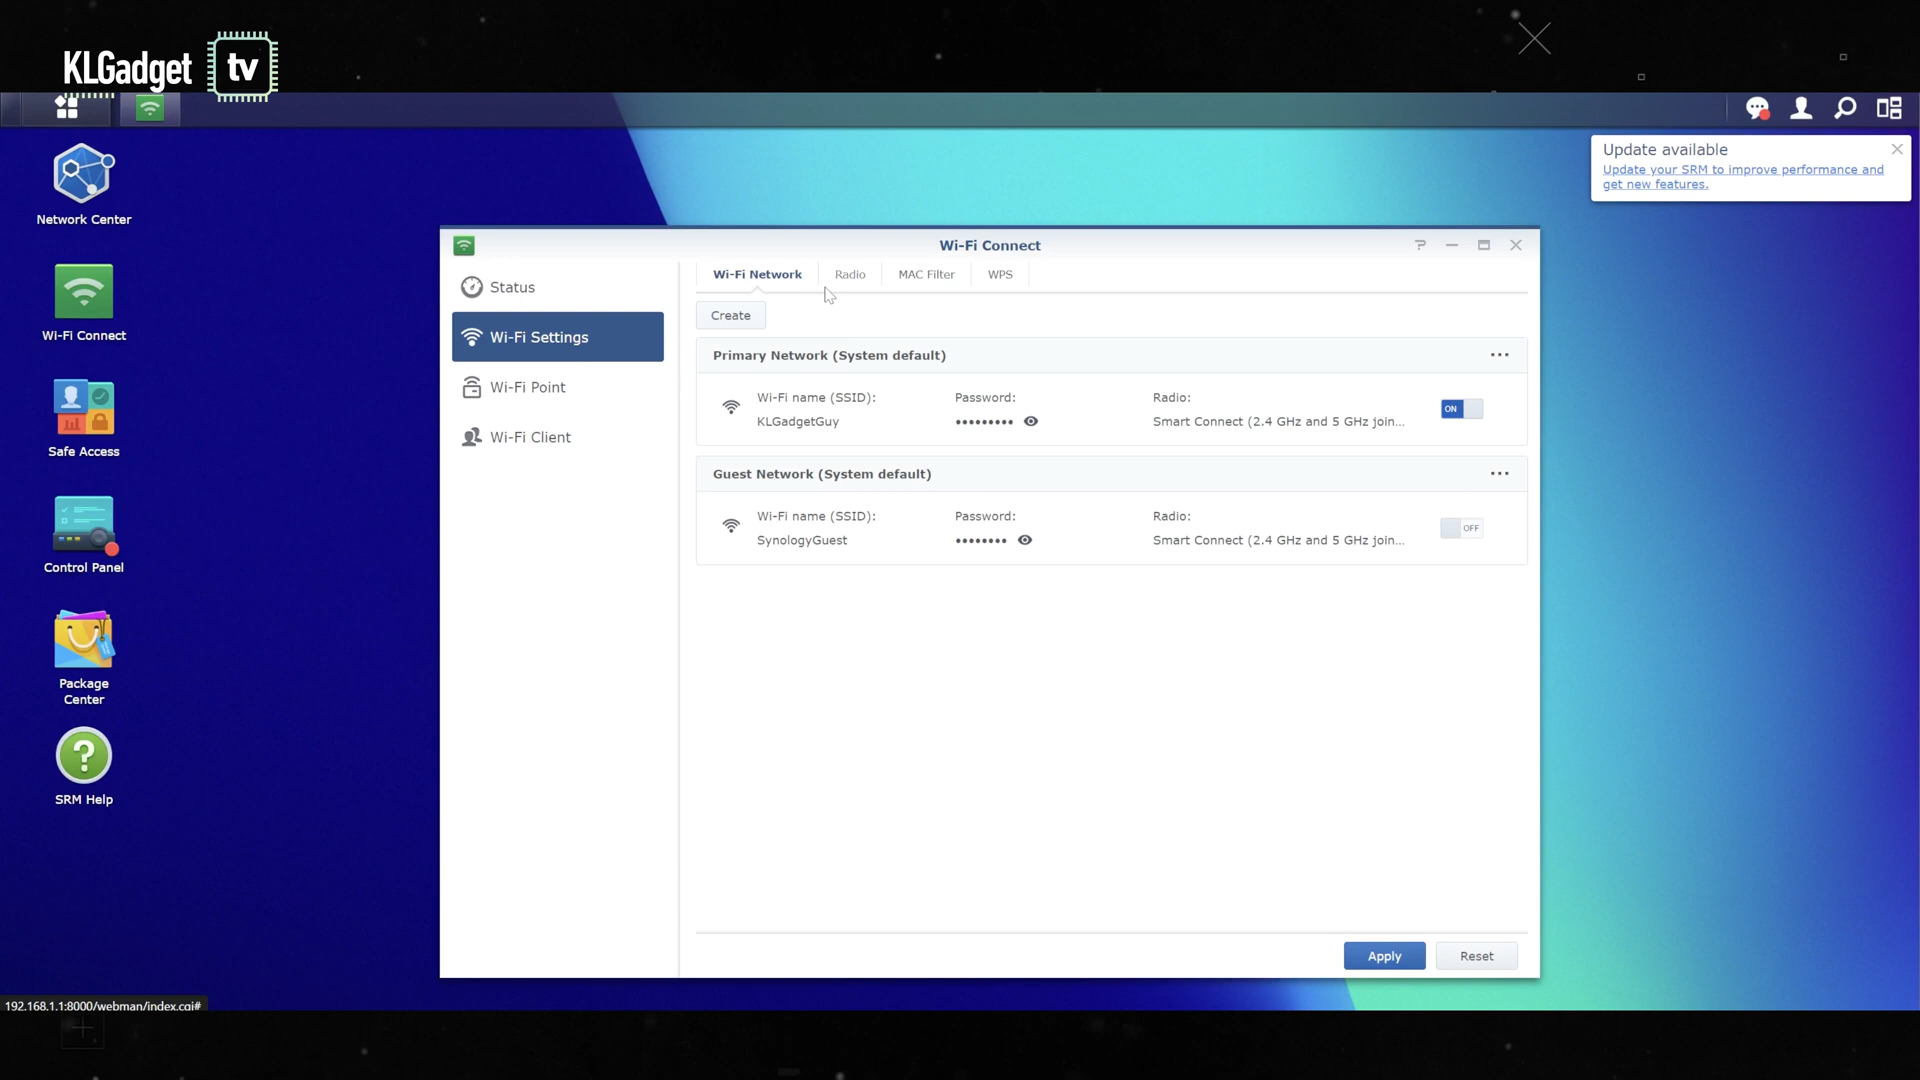 KLGadget tv
Network Center
Wi-Fi Connect
Safe Access
Control Panel
Package
Center
SRM Help
Update available
Update your SRM to improve performance and
get new features.
Wi-Fi Connect
Status
Wi-Fi Settings
Wi-Fi Point
Wi-Fi Client
Wi-Fi Network
Radio
MAC Filter
WPS
Create
Primary Network (System default)
Wi-Fi name (SSID): Password: Radio:
KLGadgetGuy ••••••••• Smart Connect (2.4 GHz and 5 GHz join...
ON
Guest Network (System default)
Wi-Fi name (SSID): Password: Radio:
SynologyGuest •••••••• Smart Connect (2.4 GHz and 5 GHz join...
OFF
Apply
Reset
192.168.1.1:8000/webman/index.cgi#